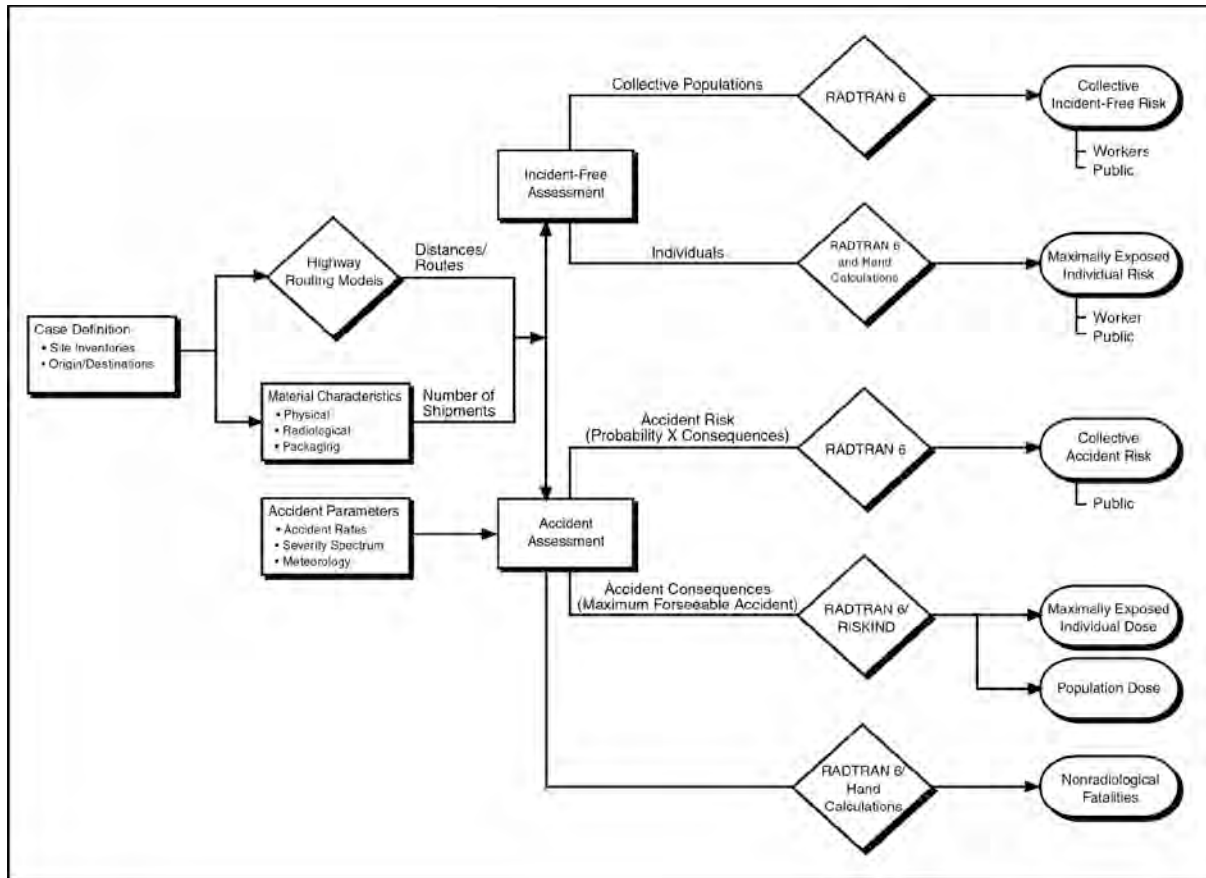 Collective Populations
RADTRAN 6
Collective
Incident-Free Risk
Workers
Public
Incident-Free
Assessment
Individuals
RADTRAN 6
and Hand
Calculations
Maximally Exposed
Individual Risk
Worker
Public
Highway
Routing Models
Distances/
Routes
Case Definition
• Site Inventories
• Origin/Destinations
Material Characteristics
• Physical
• Radiological
• Packaging
Number of
Shipments
Accident Risk
(Probability X Consequences)
RADTRAN 6
Collective
Accident Risk
Public
Accident Parameters
• Accident Rates
• Severity Spectrum
• Meteorology
Accident
Assessment
Accident Consequences
(Maximum Forseeable Accident)
RADTRAN 6/
RISKIND
Maximally Exposed
Individual Dose
Population Dose
RADTRAN 6/
Hand
Calculations
Nonradiological
Fatalities